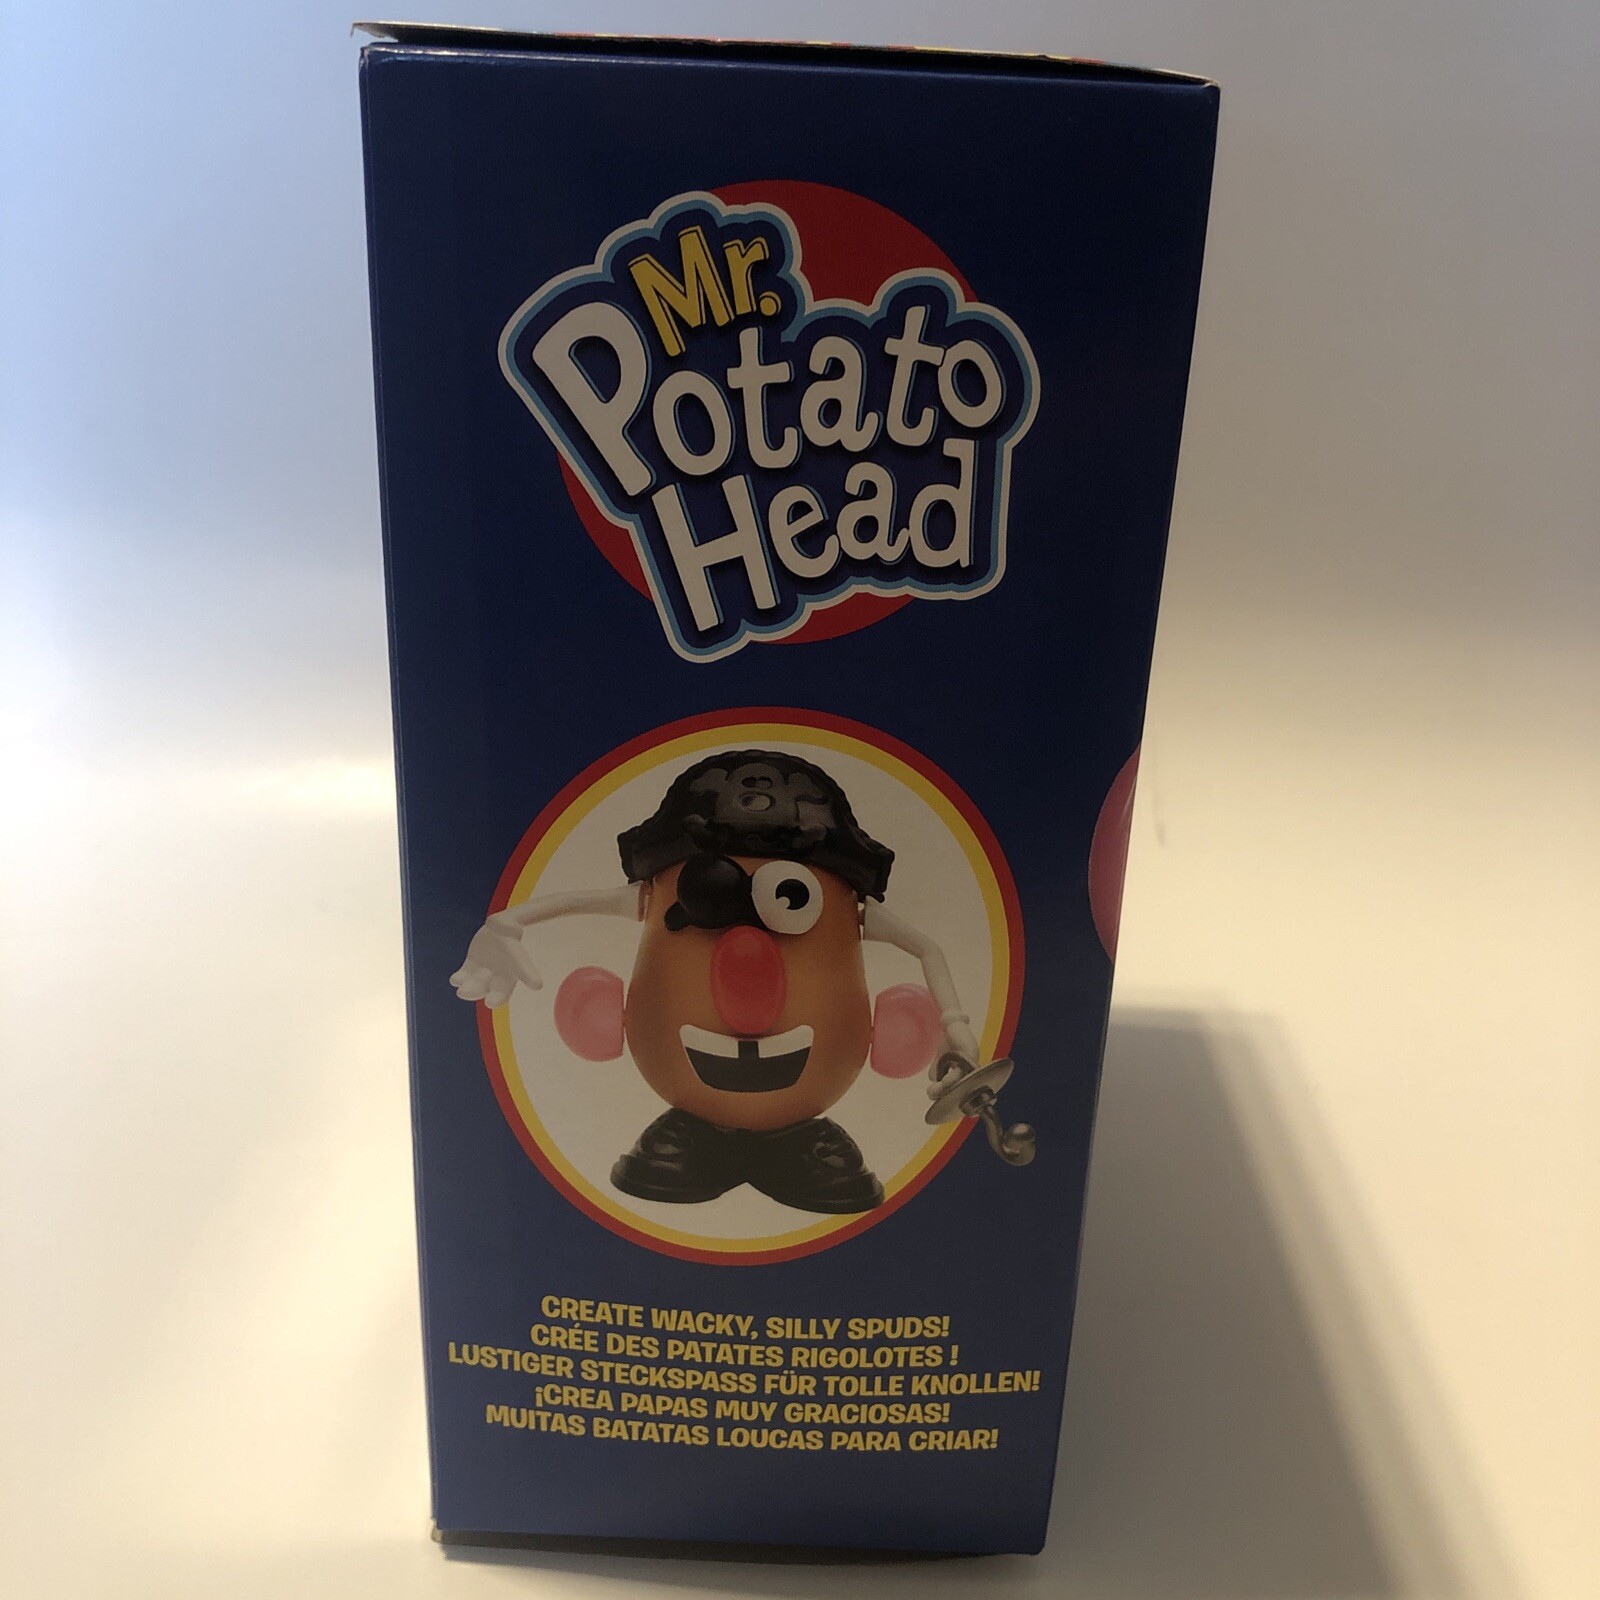 Mr.
Potato
Head
CREATE WACKY, SILLY SPUDS!
CRÉE DES PATATES RIGOLOTES !
LUSTIGER STECKSPASS FÜR TOLLE KNOLLEN!
¡CREA PAPAS MUY GRACIOSAS!
MUITAS BATATAS LOUCAS PARA CRIAR!